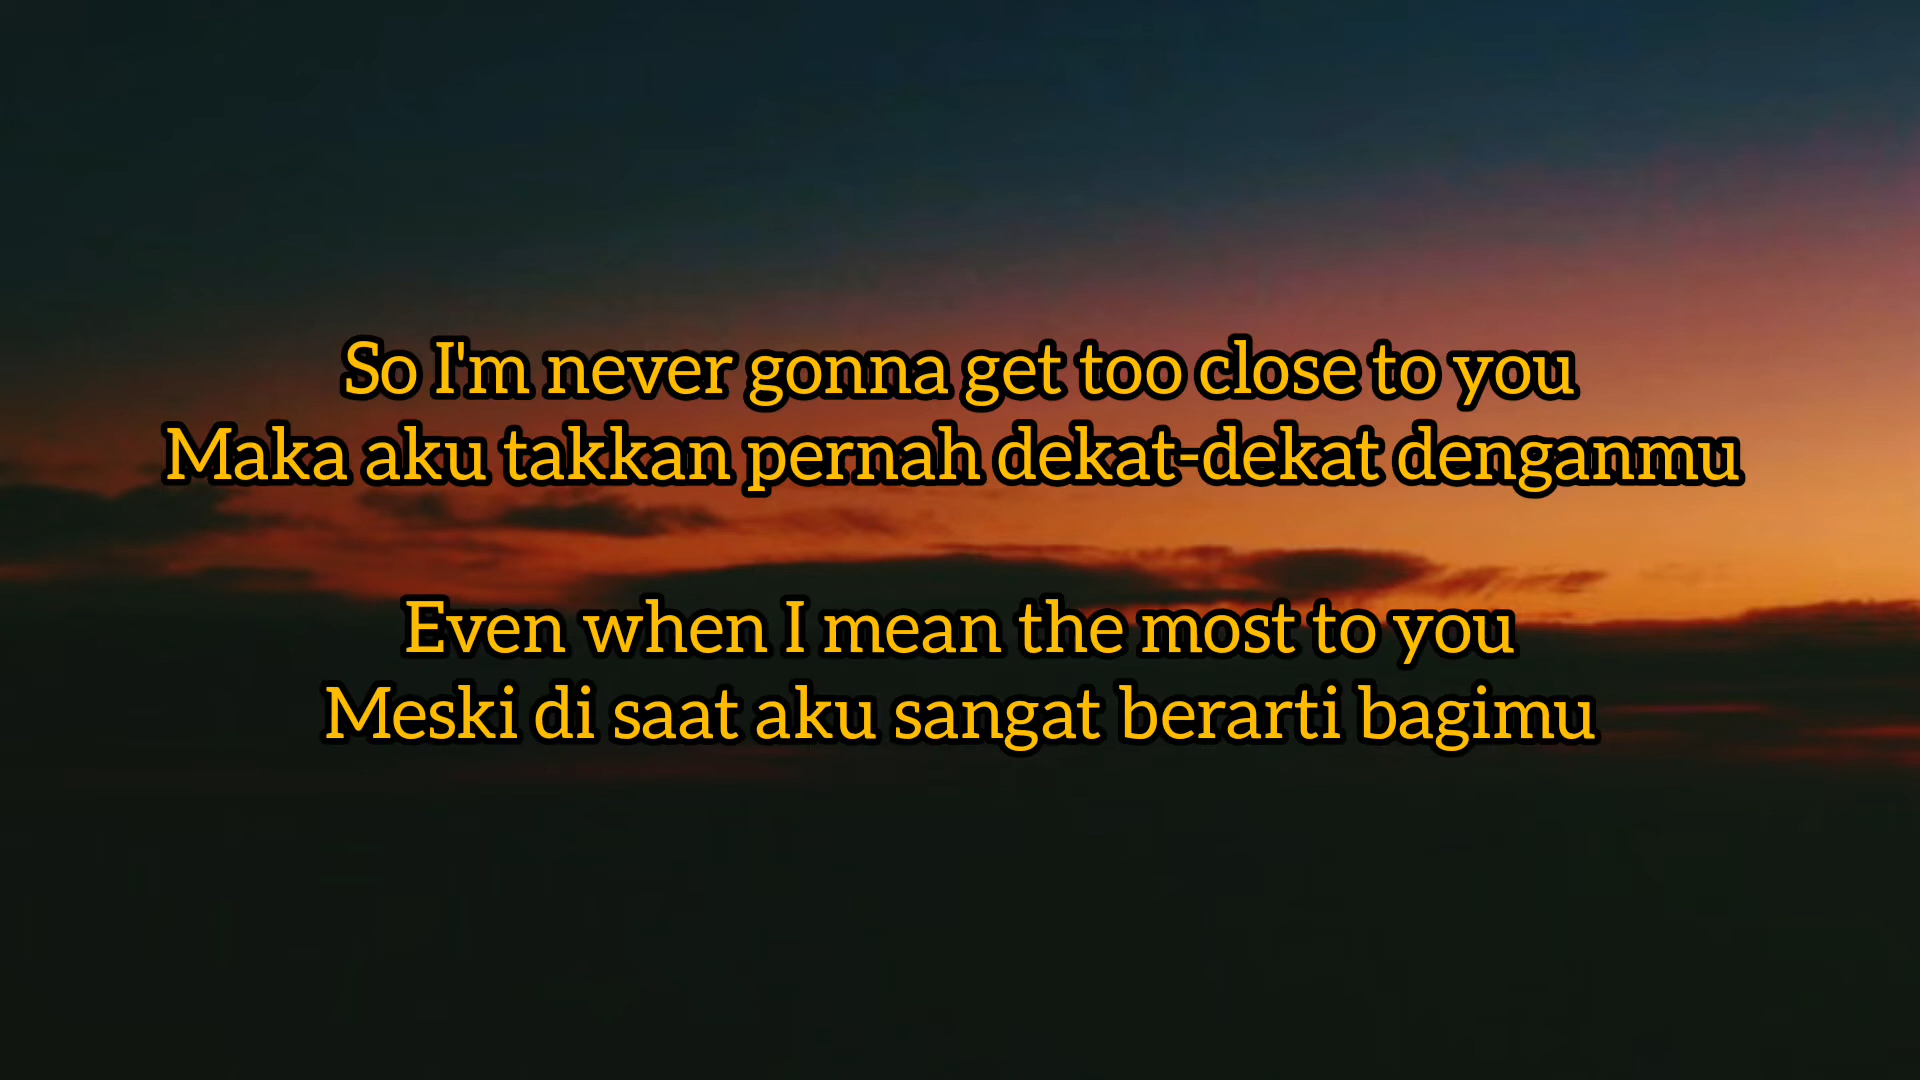 So I'm never gonna get too close to you
Maka aku takkan pernah dekat-dekat denganmu
Even when I mean the most to you
Meski di saat aku sangat berarti bagimu